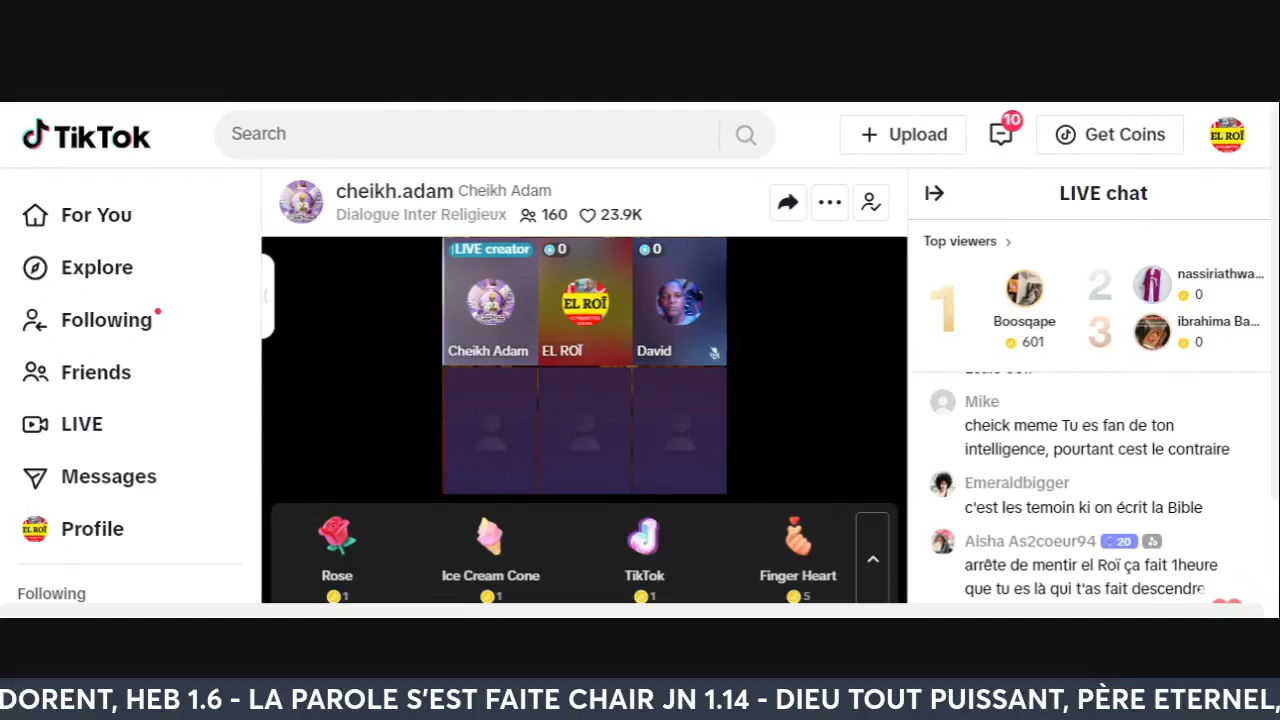 TikTok
Search
Upload
10
Get Coins
EL ROÏ
For You
Explore
Following
Friends
LIVE
Messages
EL ROÏ
Profile
Following
cheikh.adam Cheikh Adam
Dialogue Inter Religieux 160 23.9K
LIVE creator
0
0
EL ROÏ
Cheikh Adam
EL ROÏ
David
Rose
1
Ice Cream Cone
1
TikTok
1
Finger Heart
5
LIVE chat
Top viewers
1
Boosqape
601
2
nassiriathwa...
0
3
ibrahima Ba...
0
Mike
cheick meme Tu es fan de ton
intelligence, pourtant cest le contraire
Emeraldbigger
c'est les temoin ki on écrit la Bible
Aisha As2coeur94 20
arrête de mentir el Roï ça fait 1heure
que tu es là qui t'as fait descendre
DORENT, HEB 1.6 - LA PAROLE S'EST FAITE CHAIR JN 1.14 - DIEU TOUT PUISSANT, PÈRE ETERNEL,